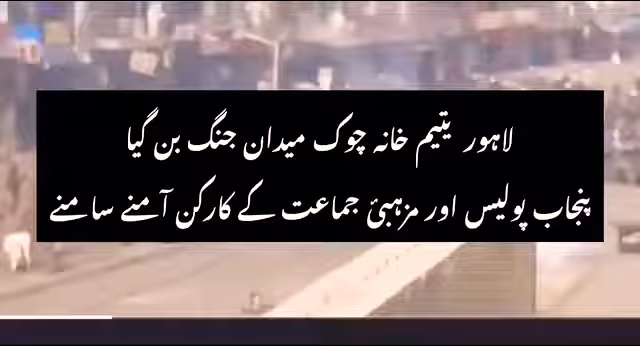 لاہور یتیم خانہ چوک میدان جنگ بن گیا
پنجاب پولیس اور مزہبئ جماعت کے کارکن آمنے سامنے